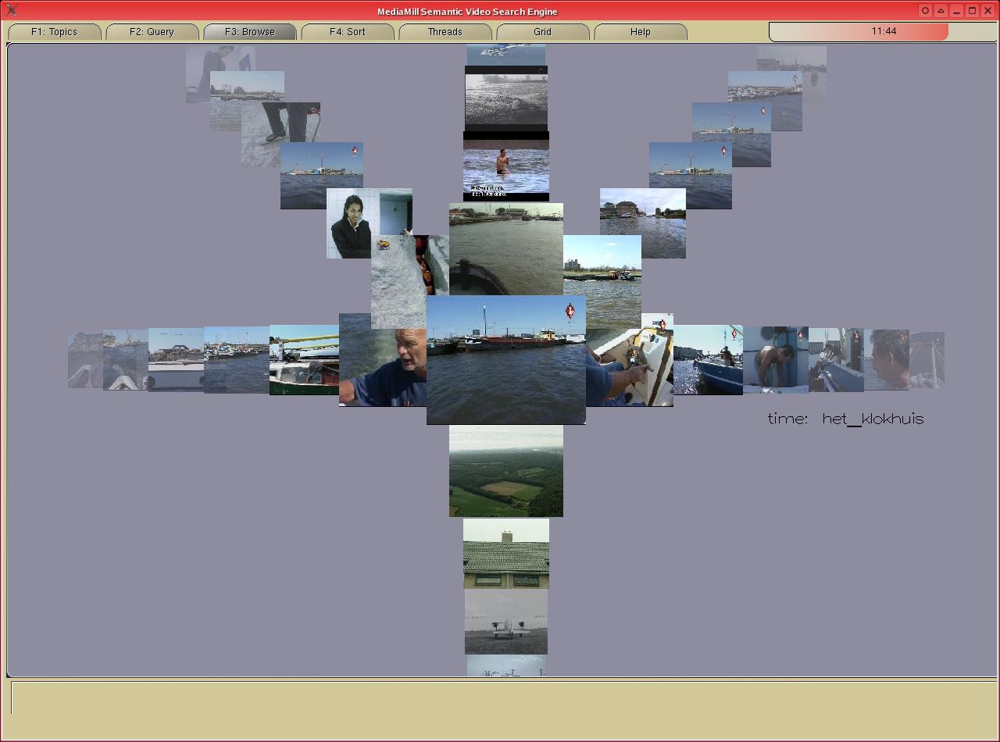 MediaMill Semantic Video Search Engine
F1: Topics
F2: Query
F3: Browse
F4: Sort
Threads
Grid
Help
11:44
time: het_klokhuis